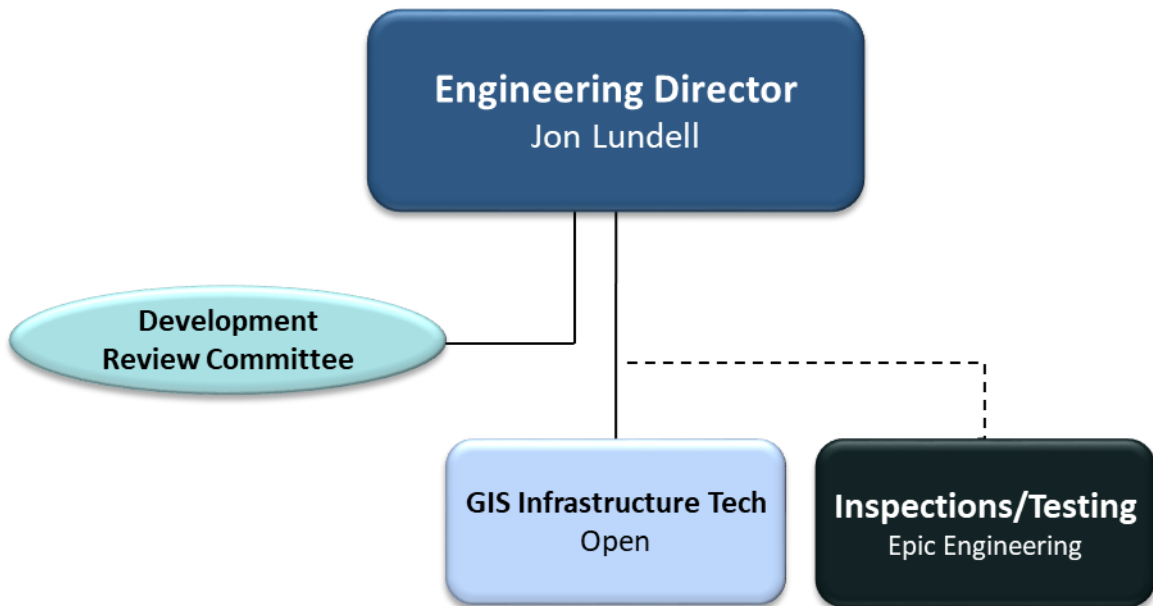 Engineering Director
Jon Lundell
Development
Review Committee
GIS Infrastructure Tech
Open
Inspections/Testing
Epic Engineering